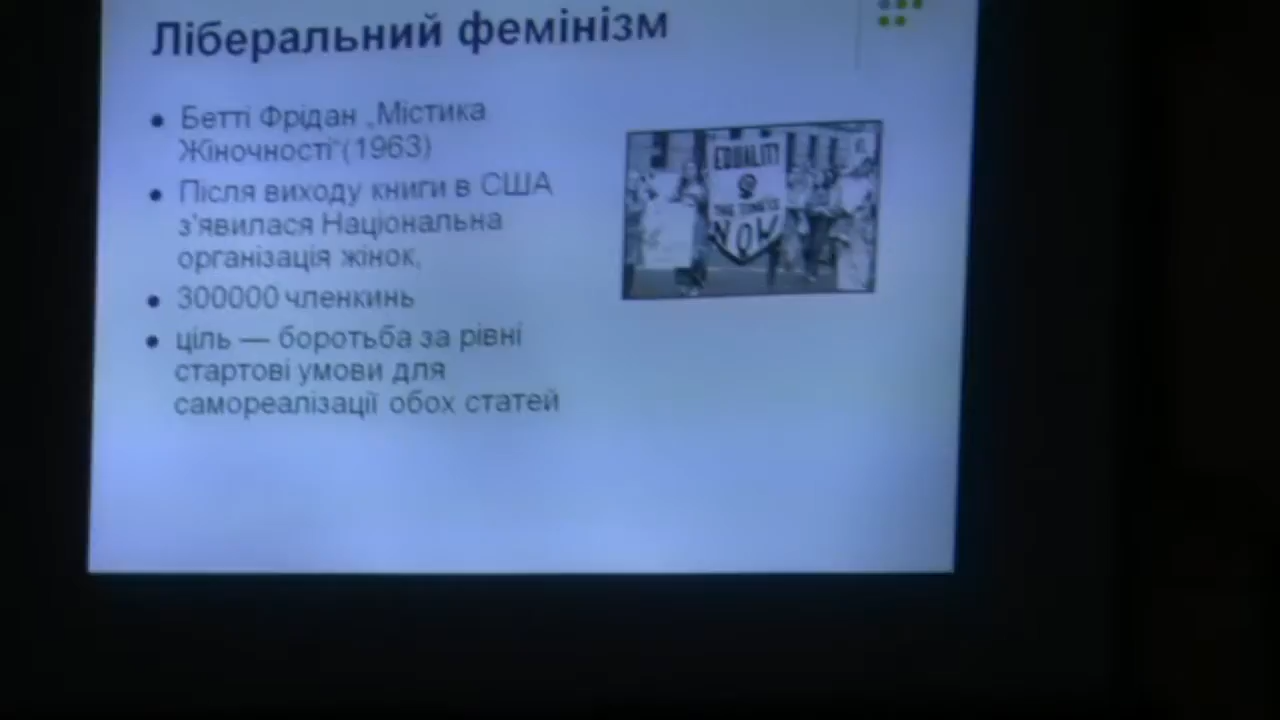 Ліберальний фемінізм
Бетті Фрідан „Містика
Жіночності“(1963)
Після виходу книги в США
з'явилася Національна
організація жінок,
300000 членкинь
ціль — боротьба за рівні
стартові умови для
самореалізації обох статей
EQUALITY
NOW